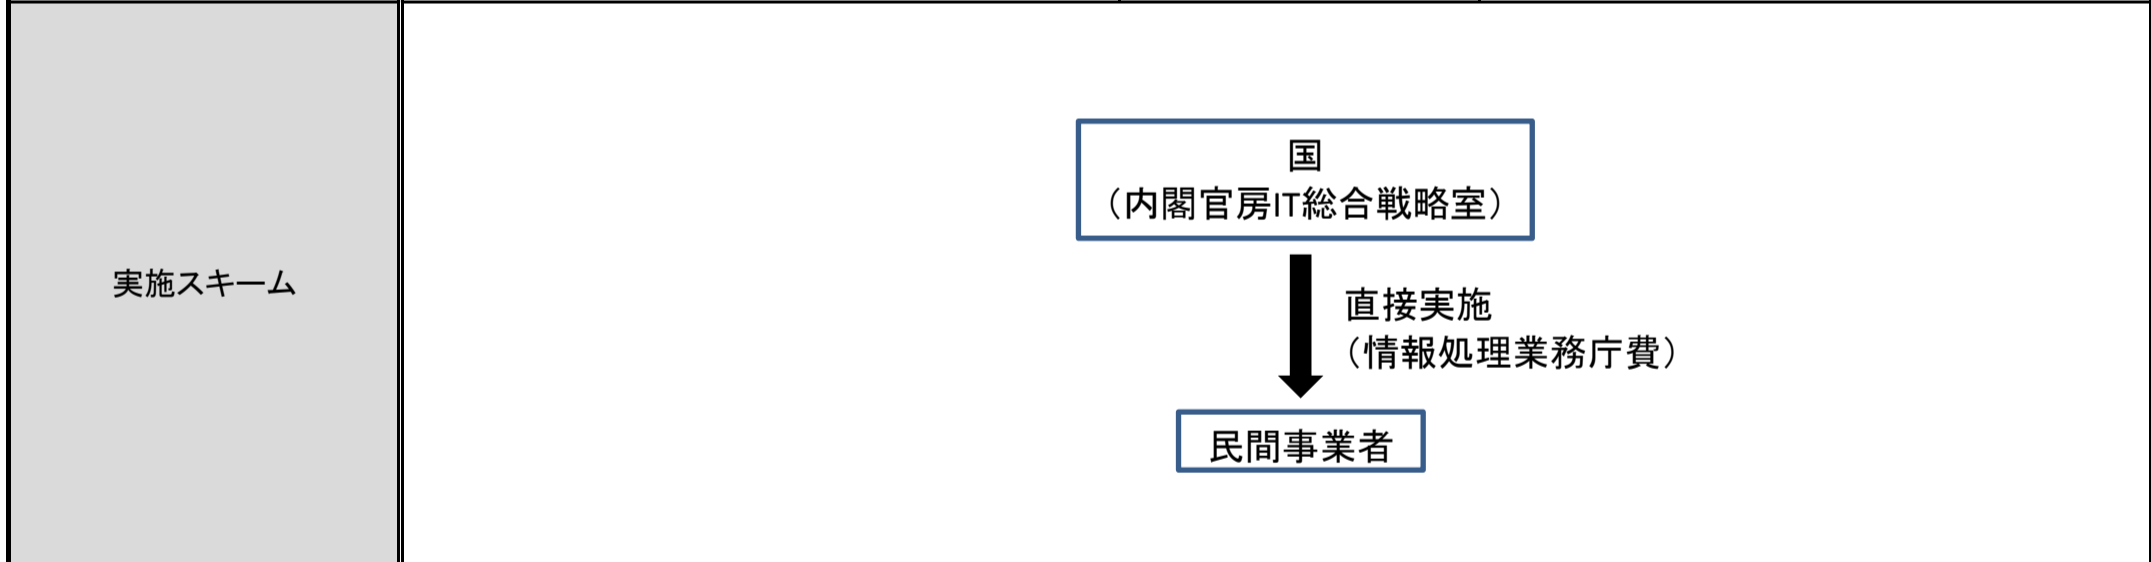 実施スキーム
国
（内閣官房IT総合戦略室）
直接実施
（情報処理業務庁費）
民間事業者